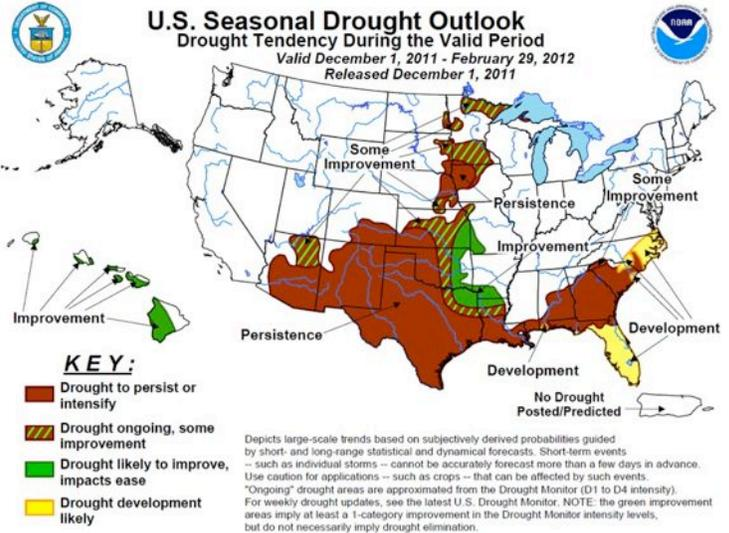 U.S. Seasonal Drought Outlook
Drought Tendency During the Valid Period
Valid December 1, 2011 - February 29, 2012
Released December 1, 2011
NOAA
Some
Improvement
Persistence
Some
Improvement
Improvement
Improvement
Persistence
Development
Development
No Drought
Posted/Predicted
KEY:
Drought to persist or
intensify
Drought ongoing, some
improvement
Drought likely to improve,
impacts ease
Drought development
likely
Depicts large-scale trends based on subjectively derived probabilities guided
by short- and long-range statistical and dynamical forecasts. Short-term events
-- such as individual storms -- cannot be accurately forecast more than a few days in advance.
Use caution for applications -- such as crops -- that can be affected by such events.
"Ongoing" drought areas are approximated from the Drought Monitor (D1 to D4 intensity).
For weekly drought updates, see the latest U.S. Drought Monitor. NOTE: the green improvement
areas imply at least a 1-category improvement in the Drought Monitor intensity levels,
but do not necessarily imply drought elimination.